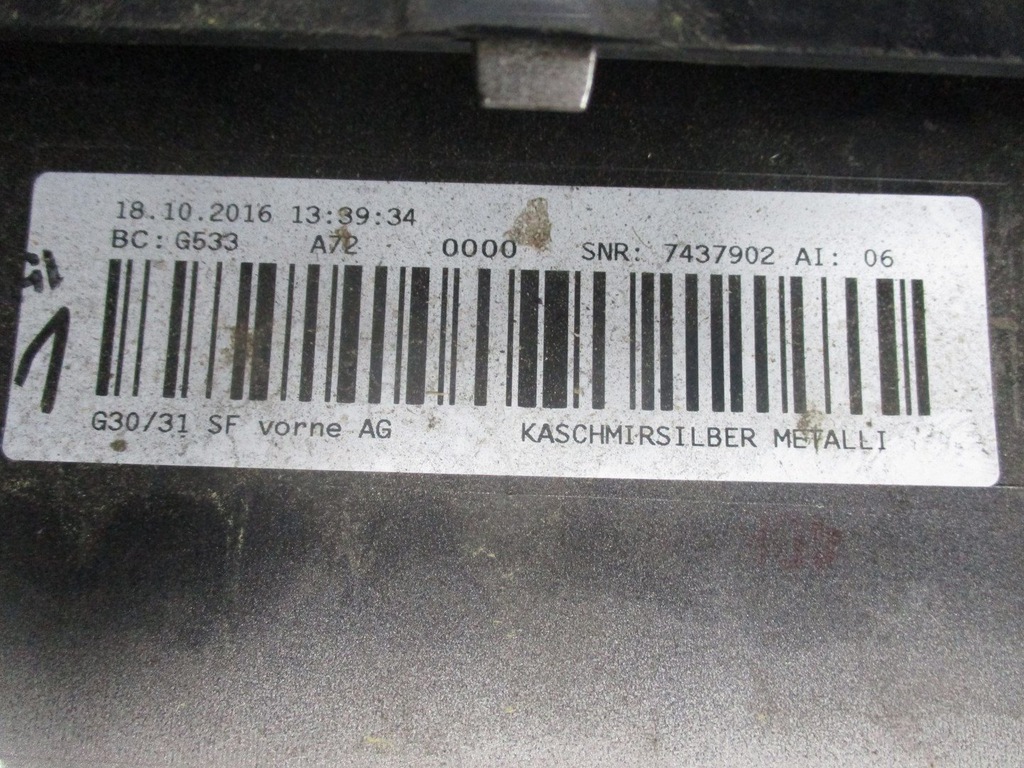 18.10.2016 13:39:34
BC: G533 A72 0000 SNR: 7437902 AI: 06
1
G30/31 SF vorne AG KASCHMIRSILBER METALLI